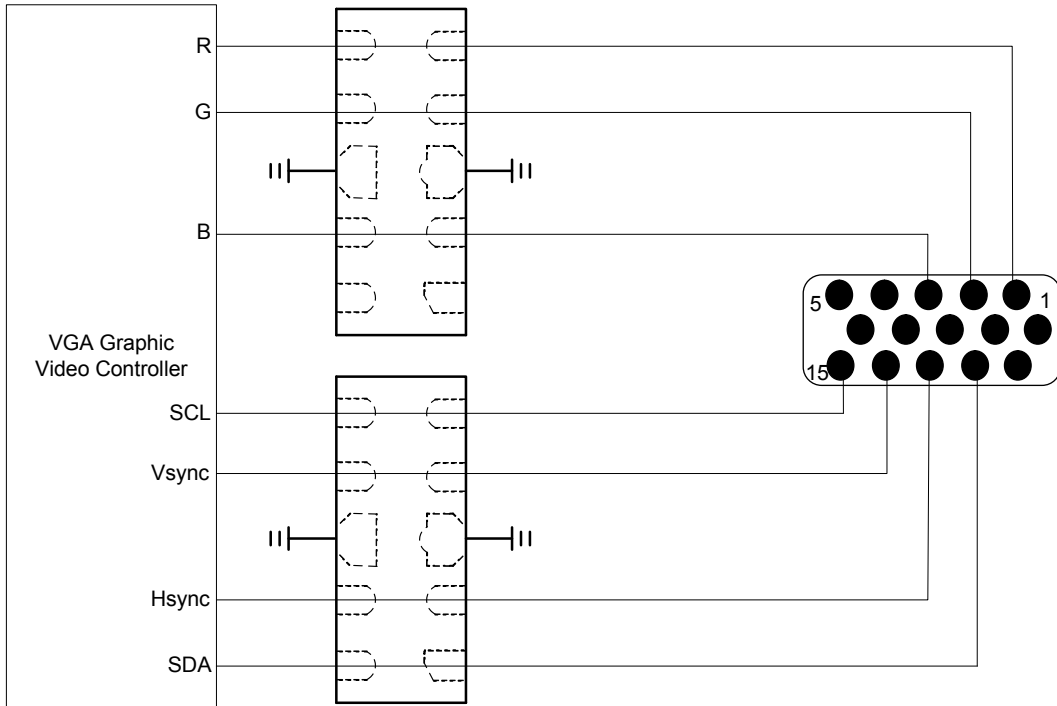 R
G
B
VGA Graphic
Video Controller
SCL
Vsync
Hsync
SDA
5
1
15